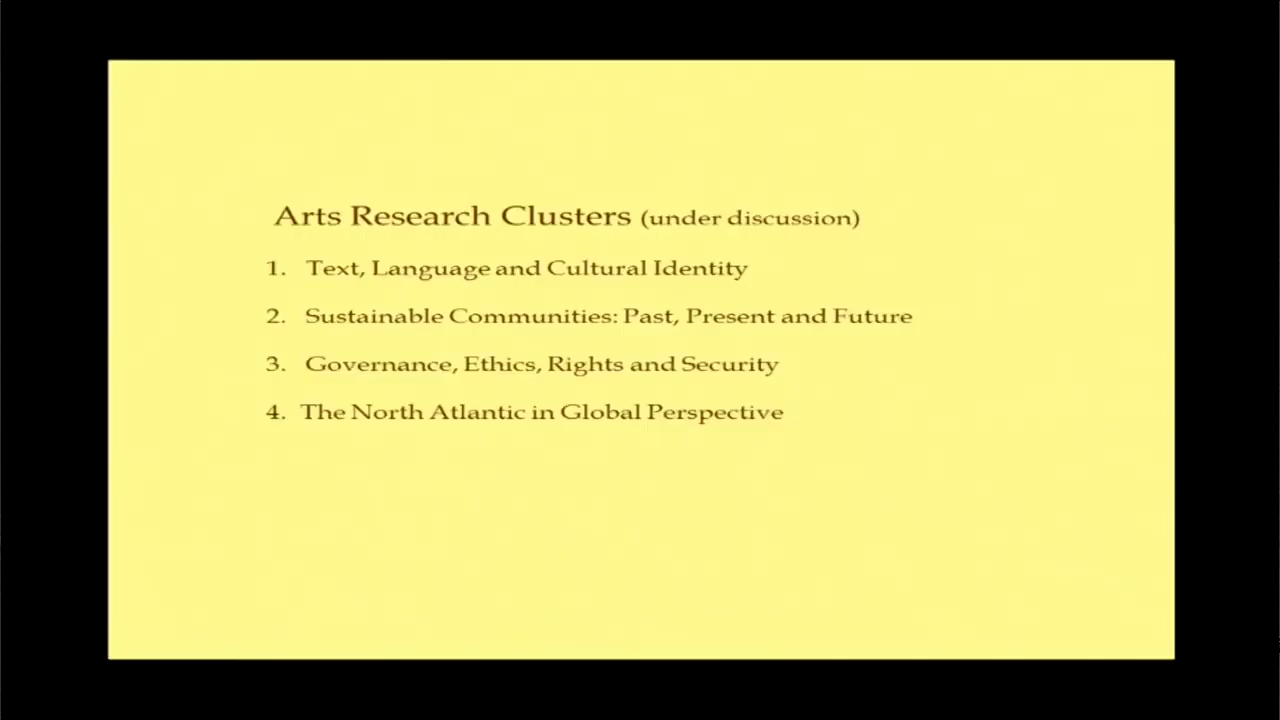 Arts Research Clusters (under discussion)
1. Text, Language and Cultural Identity
2. Sustainable Communities: Past, Present and Future
3. Governance, Ethics, Rights and Security
4. The North Atlantic in Global Perspective